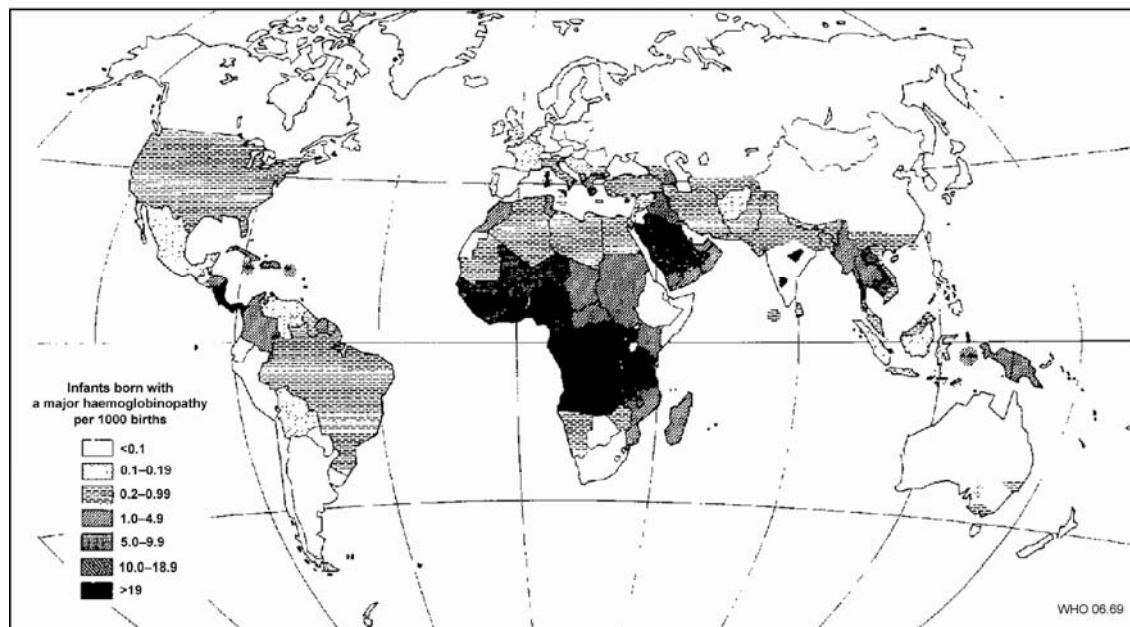 Infants born with
a major haemoglobinopathy
per 1000 births
<0.1
0.1–0.19
0.2–0.99
1.0–4.9
5.0–9.9
10.0–18.9
>19
WHO 06.69